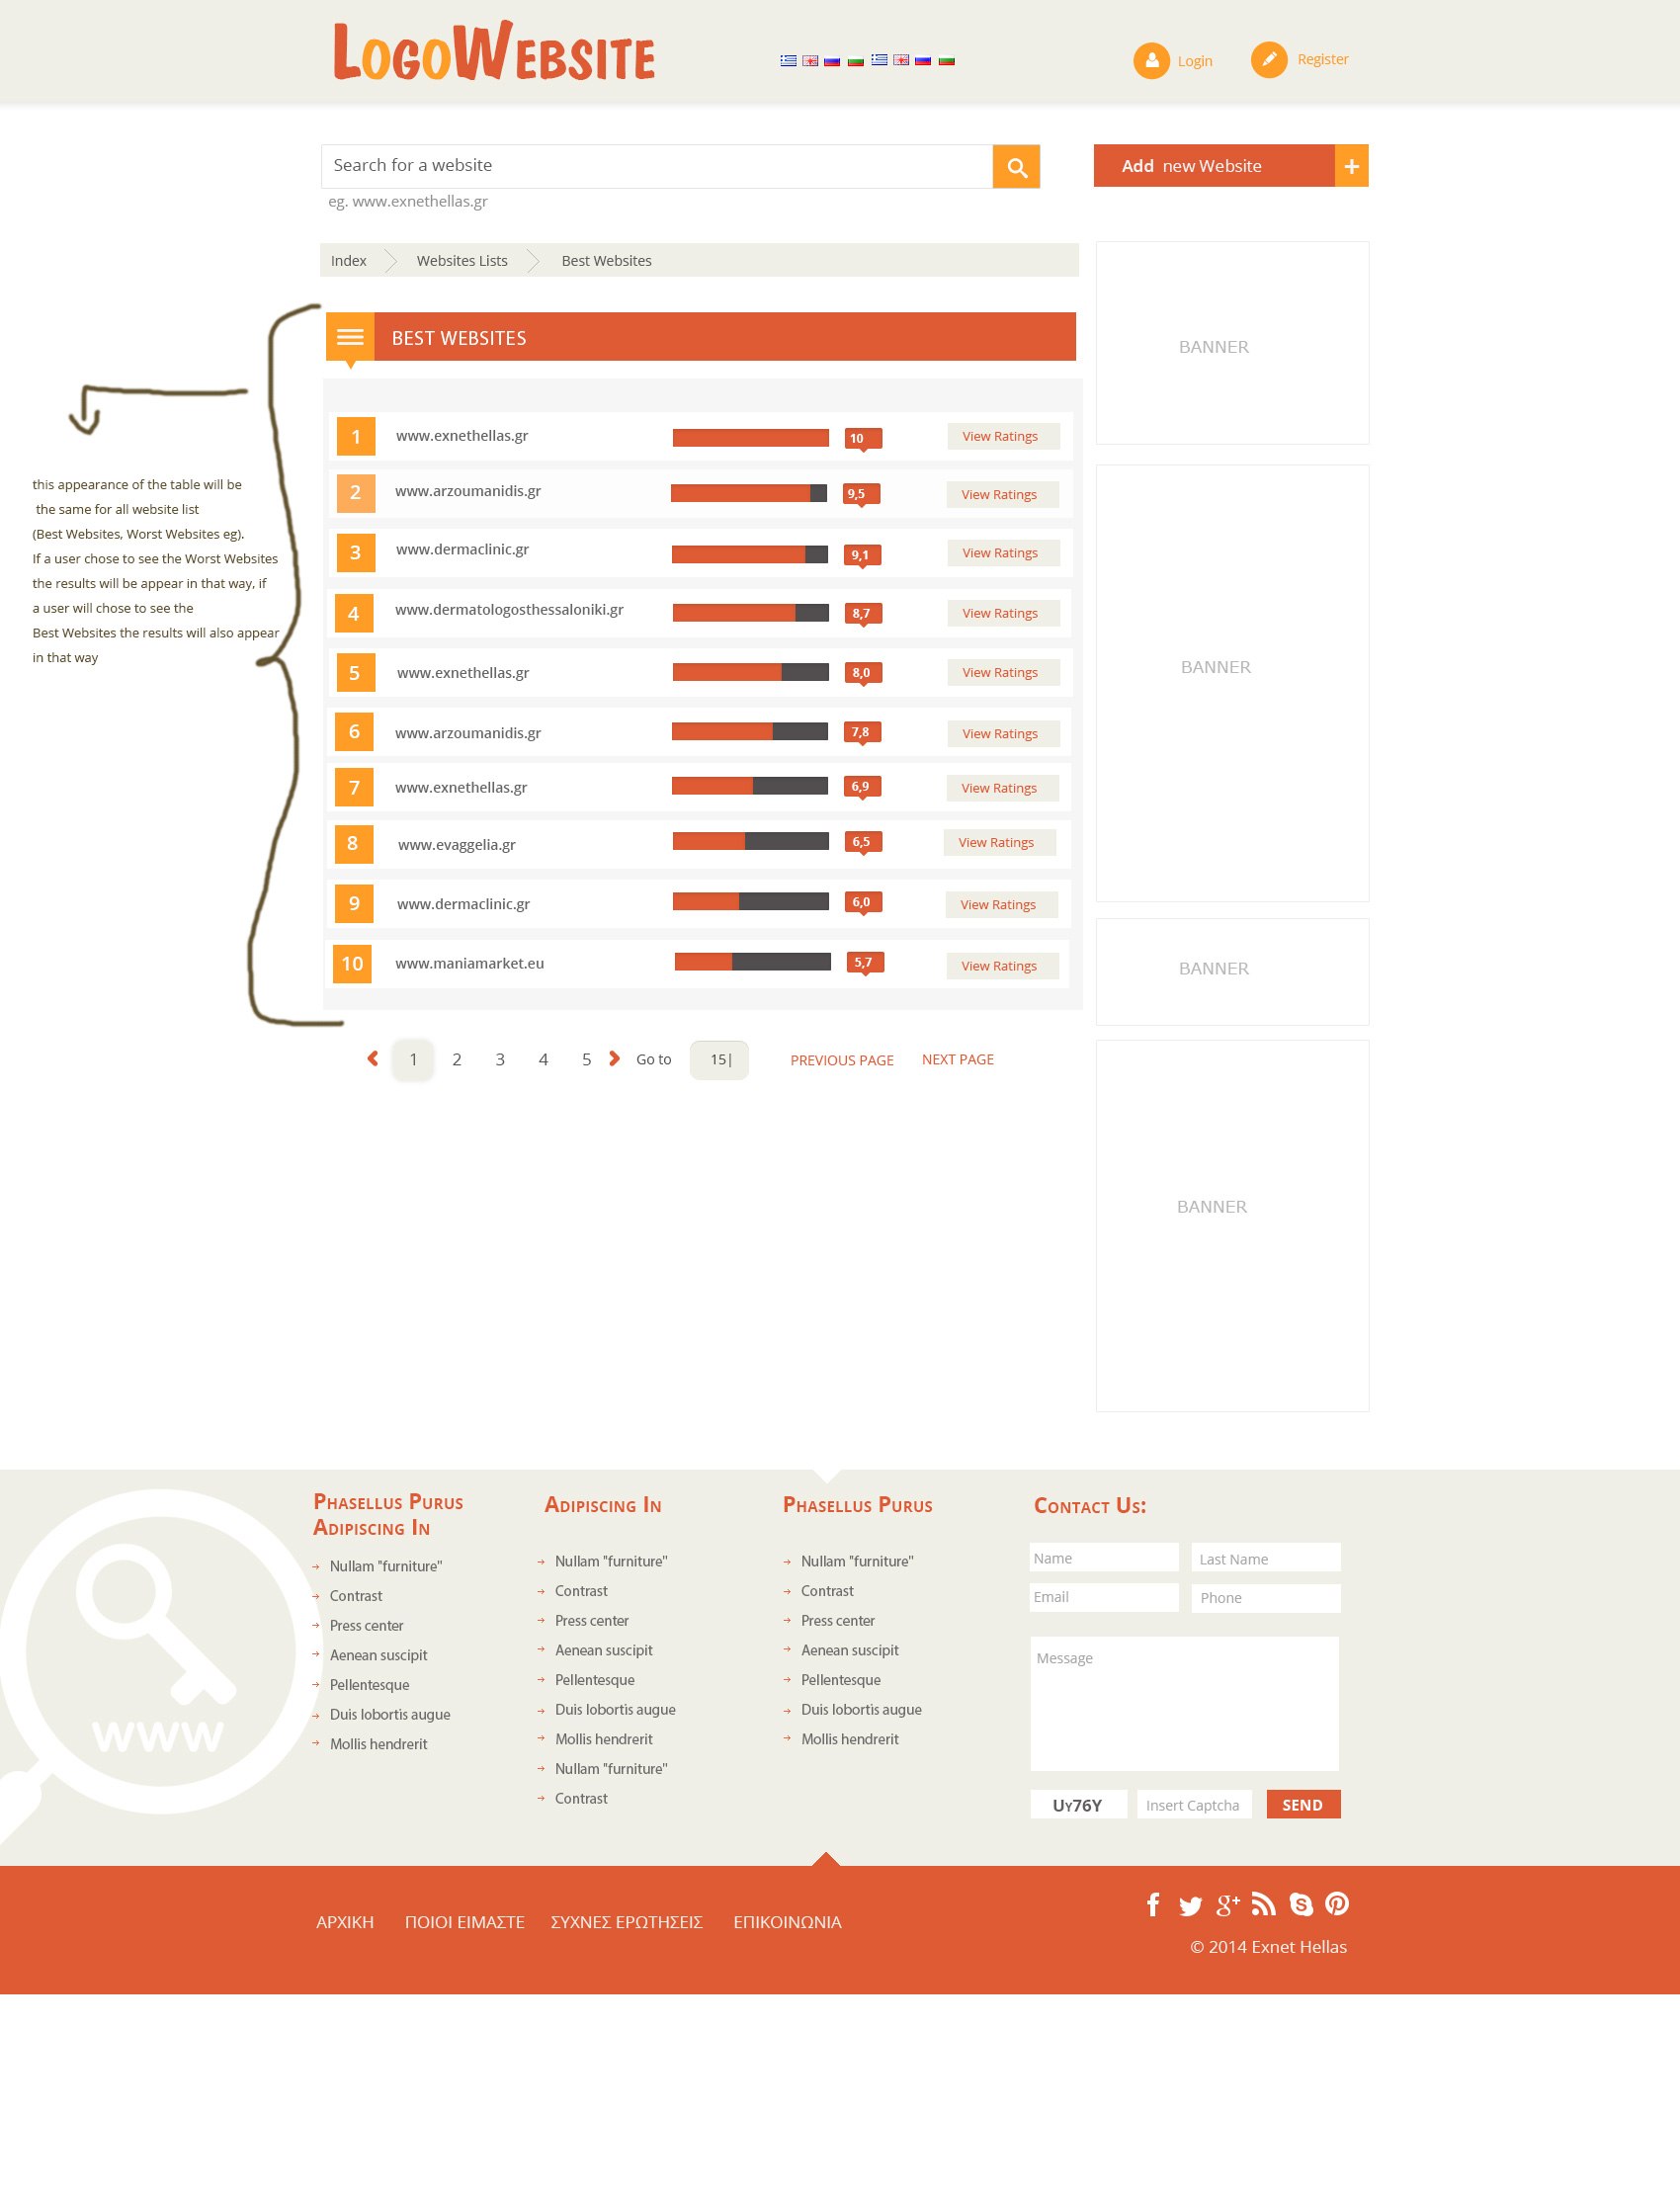 LOGOWEBSITE
Login
Register
Search for a website
Add new Website
+
eg. www.exnethellas.gr
Index
Websites Lists
Best Websites
BANNER
BEST WEBSITES
1 www.exnethellas.gr 10 View Ratings
2 www.arzoumanidis.gr 9,5 View Ratings
3 www.dermaclinic.gr 9,1 View Ratings
4 www.dermatologosthessaloniki.gr 8,7 View Ratings
5 www.exnethellas.gr 8,0 View Ratings
6 www.arzoumanidis.gr 7,8 View Ratings
7 www.exnethellas.gr 6,9 View Ratings
8 www.evaggelia.gr 6,5 View Ratings
9 www.dermaclinic.gr 6,0 View Ratings
10 www.maniamarket.eu 5,7 View Ratings
this appearance of the table will be
the same for all website list
(Best Websites, Worst Websites eg).
If a user chose to see the Worst Websites
the results will be appear in that way, if
a user will chose to see the
Best Websites the results will also appear
in that way
BANNER
BANNER
1 2 3 4 5 Go to 15| PREVIOUS PAGE NEXT PAGE
BANNER
Phasellus Purus
Adipiscing In
Nullam "furniture"
Contrast
Press center
Aenean suscipit
Pellentesque
Duis lobortis augue
Mollis hendrerit
www
Adipiscing In
Nullam "furniture"
Contrast
Press center
Aenean suscipit
Pellentesque
Duis lobortis augue
Mollis hendrerit
Nullam "furniture"
Contrast
Phasellus Purus
Nullam "furniture"
Contrast
Press center
Aenean suscipit
Pellentesque
Duis lobortis augue
Mollis hendrerit
Contact Us:
Name
Last Name
Email
Phone
Message
Uy76Y
Insert Captcha
SEND
ΑΡΧΙΚΗ ΠΟΙΟΙ ΕΙΜΑΣΤΕ ΣΥΧΝΕΣ ΕΡΩΤΗΣΕΙΣ ΕΠΙΚΟΙΝΩΝΙΑ
© 2014 Exnet Hellas